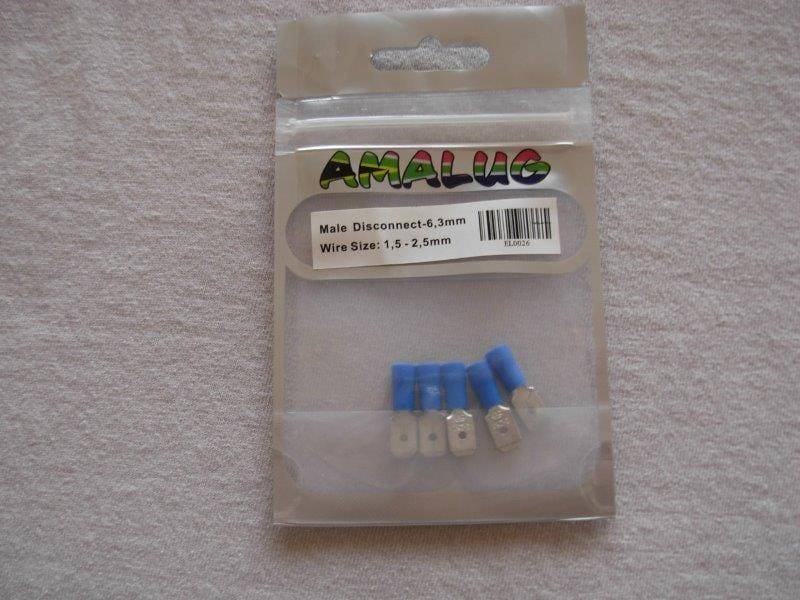 AMALUG
Male Disconnect-6,3mm
Wire Size: 1,5 - 2,5mm
EL0026